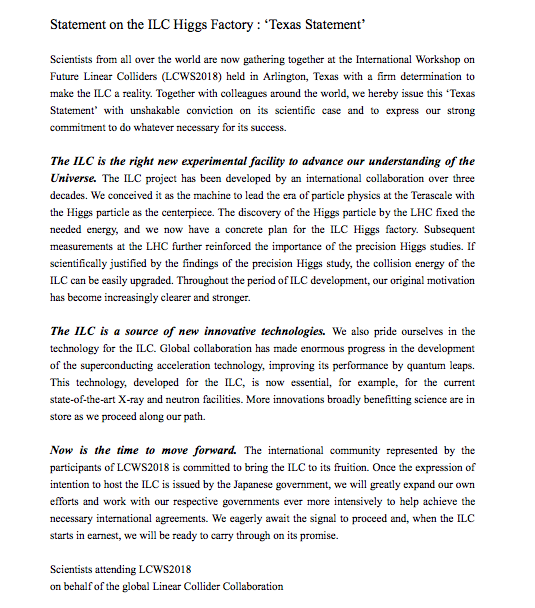 Statement on the ILC Higgs Factory : ‘Texas Statement’
Scientists from all over the world are now gathering together at the International Workshop on
Future Linear Colliders (LCWS2018) held in Arlington, Texas with a firm determination to
make the ILC a reality. Together with colleagues around the world, we hereby issue this ‘Texas
Statement’ with unshakable conviction on its scientific case and to express our strong
commitment to do whatever necessary for its success.
The ILC is the right new experimental facility to advance our understanding of the
Universe. The ILC project has been developed by an international collaboration over three
decades. We conceived it as the machine to lead the era of particle physics at the Terascale with
the Higgs particle as the centerpiece. The discovery of the Higgs particle by the LHC fixed the
needed energy, and we now have a concrete plan for the ILC Higgs factory. Subsequent
measurements at the LHC further reinforced the importance of the precision Higgs studies. If
scientifically justified by the findings of the precision Higgs study, the collision energy of the
ILC can be easily upgraded. Throughout the period of ILC development, our original motivation
has become increasingly clearer and stronger.
The ILC is a source of new innovative technologies. We also pride ourselves in the
technology for the ILC. Global collaboration has made enormous progress in the development
of the superconducting acceleration technology, improving its performance by quantum leaps.
This technology, developed for the ILC, is now essential, for example, for the current
state-of-the-art X-ray and neutron facilities. More innovations broadly benefitting science are in
store as we proceed along our path.
Now is the time to move forward. The international community represented by the
participants of LCWS2018 is committed to bring the ILC to its fruition. Once the expression of
intention to host the ILC is issued by the Japanese government, we will greatly expand our own
efforts and work with our respective governments ever more intensively to help achieve the
necessary international agreements. We eagerly await the signal to proceed and, when the ILC
starts in earnest, we will be ready to carry through on its promise.
Scientists attending LCWS2018
on behalf of the global Linear Collider Collaboration